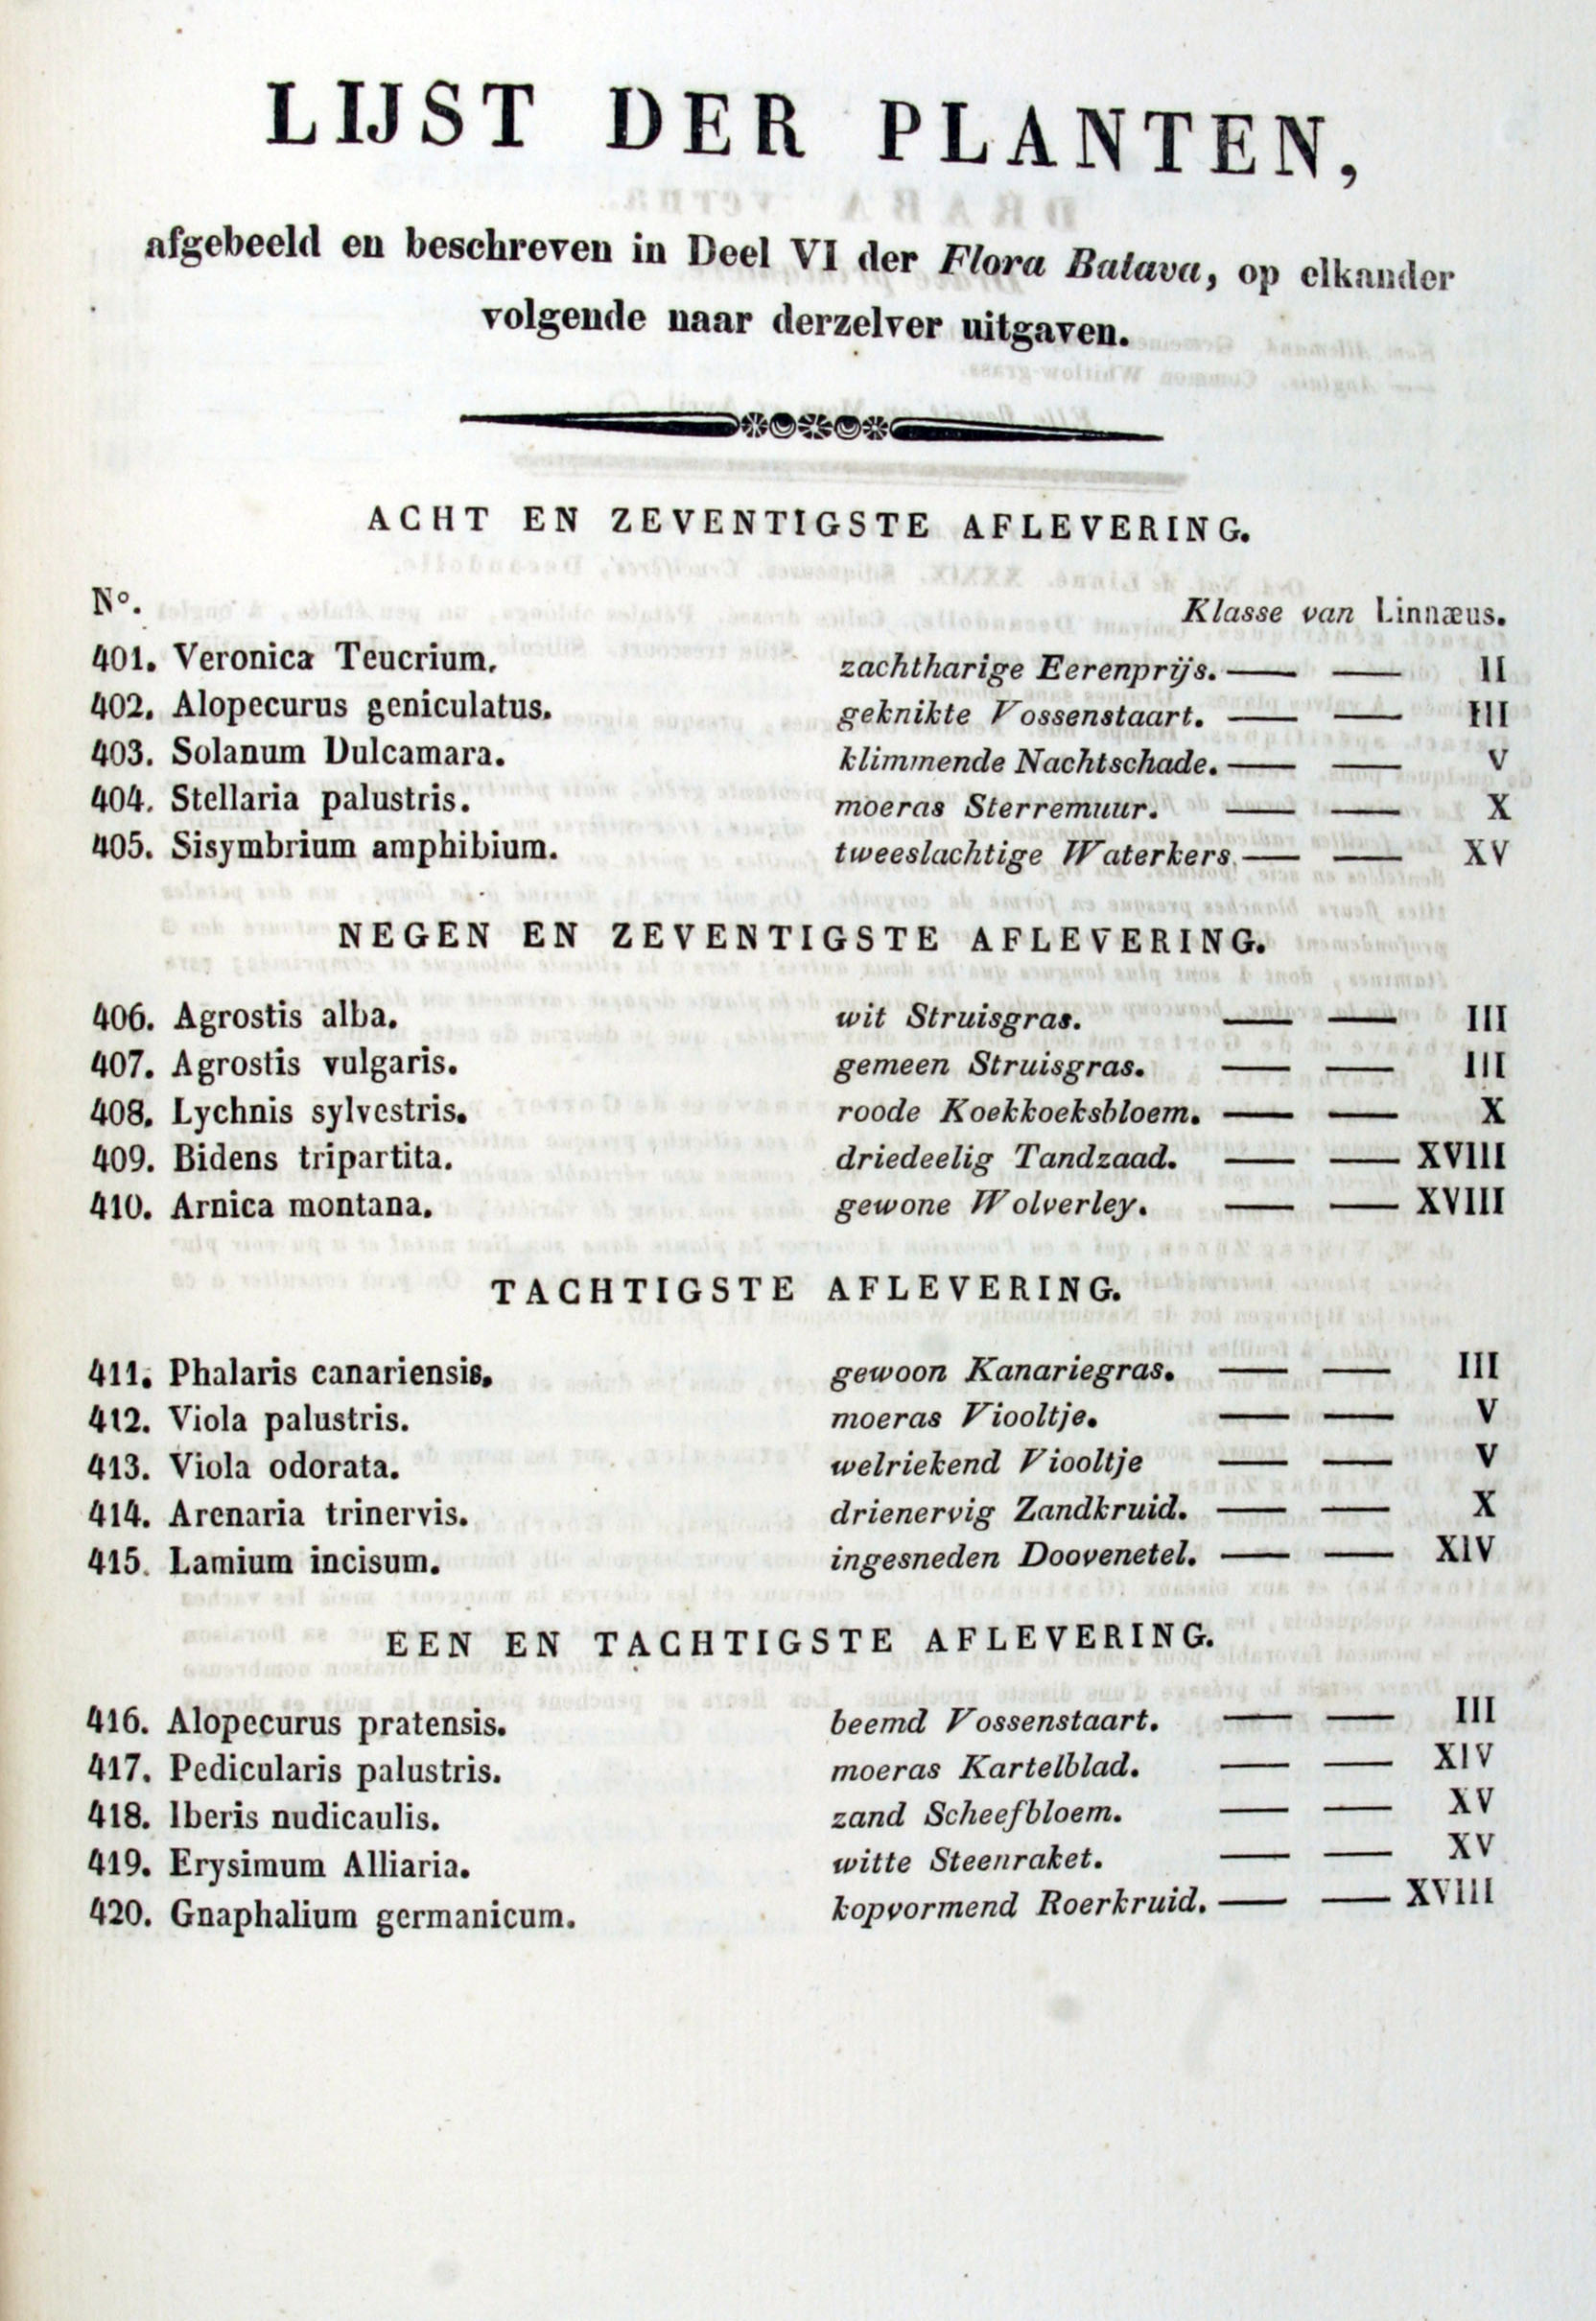 LIJST DER PLANTEN,
afgebeeld en beschreven in Deel VI der Flora Batava, op elkander
volgende naar derzelver uitgaven.
ACHT EN ZEVENTIGSTE AFLEVERING.
No. Klasse van Linnæus.
401. Veronica Teucrium. zachtharige Eerenprijs. — — II
402. Alopecurus geniculatus. geknikte Vossenstaart. — — III
403. Solanum Dulcamara. klimmende Nachtschade. — — V
404. Stellaria palustris. moeras Sterremuur. — — X
405. Sisymbrium amphibium. tweeslachtige Waterkers. — — XV
NEGEN EN ZEVENTIGSTE AFLEVERING.
406. Agrostis alba. wit Struisgras. — — III
407. Agrostis vulgaris. gemeen Struisgras. — — III
408. Lychnis sylvestris. roode Koekkoeksbloem. — — X
409. Bidens tripartita. driedeelig Tandzaad. — — XVIII
410. Arnica montana. gewone Wolverley. — — XVIII
TACHTIGSTE AFLEVERING.
411. Phalaris canariensis. gewoon Kanariegras. — — III
412. Viola palustris. moeras Viooltje. — — V
413. Viola odorata. welriekend Viooltje — — V
414. Arenaria trinervis. drienervig Zandkruid. — — X
415. Lamium incisum. ingesneden Doovenetel. — — XIV
EEN EN TACHTIGSTE AFLEVERING.
416. Alopecurus pratensis. beemd Vossenstaart. — — III
417. Pedicularis palustris. moeras Kartelblad. — — XIV
418. Iberis nudicaulis. zand Scheefbloem. — — XV
419. Erysimum Alliaria. witte Steenraket. — — XV
420. Gnaphalium germanicum. kopvormend Roerkruid. — — XVIII